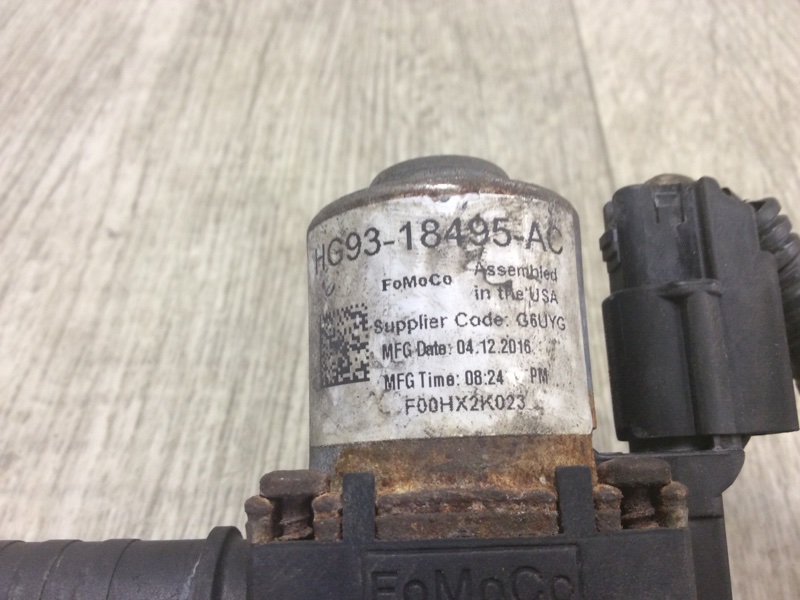 HG93-18495-AC
FoMoCo
Assembled
in the USA
Supplier Code: G6UYG
MFG Date: 04.12.2016
MFG Time: 08:24 PM
F00HX2K023
FoMoCo